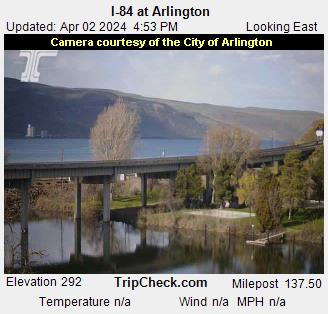 I-84 at Arlington
Updated: Apr 02 2024 4:53 PM Looking East
Camera courtesy of the City of Arlington
Elevation 292 TripCheck.com Milepost 137.50
Temperature n/a Wind n/a MPH n/a